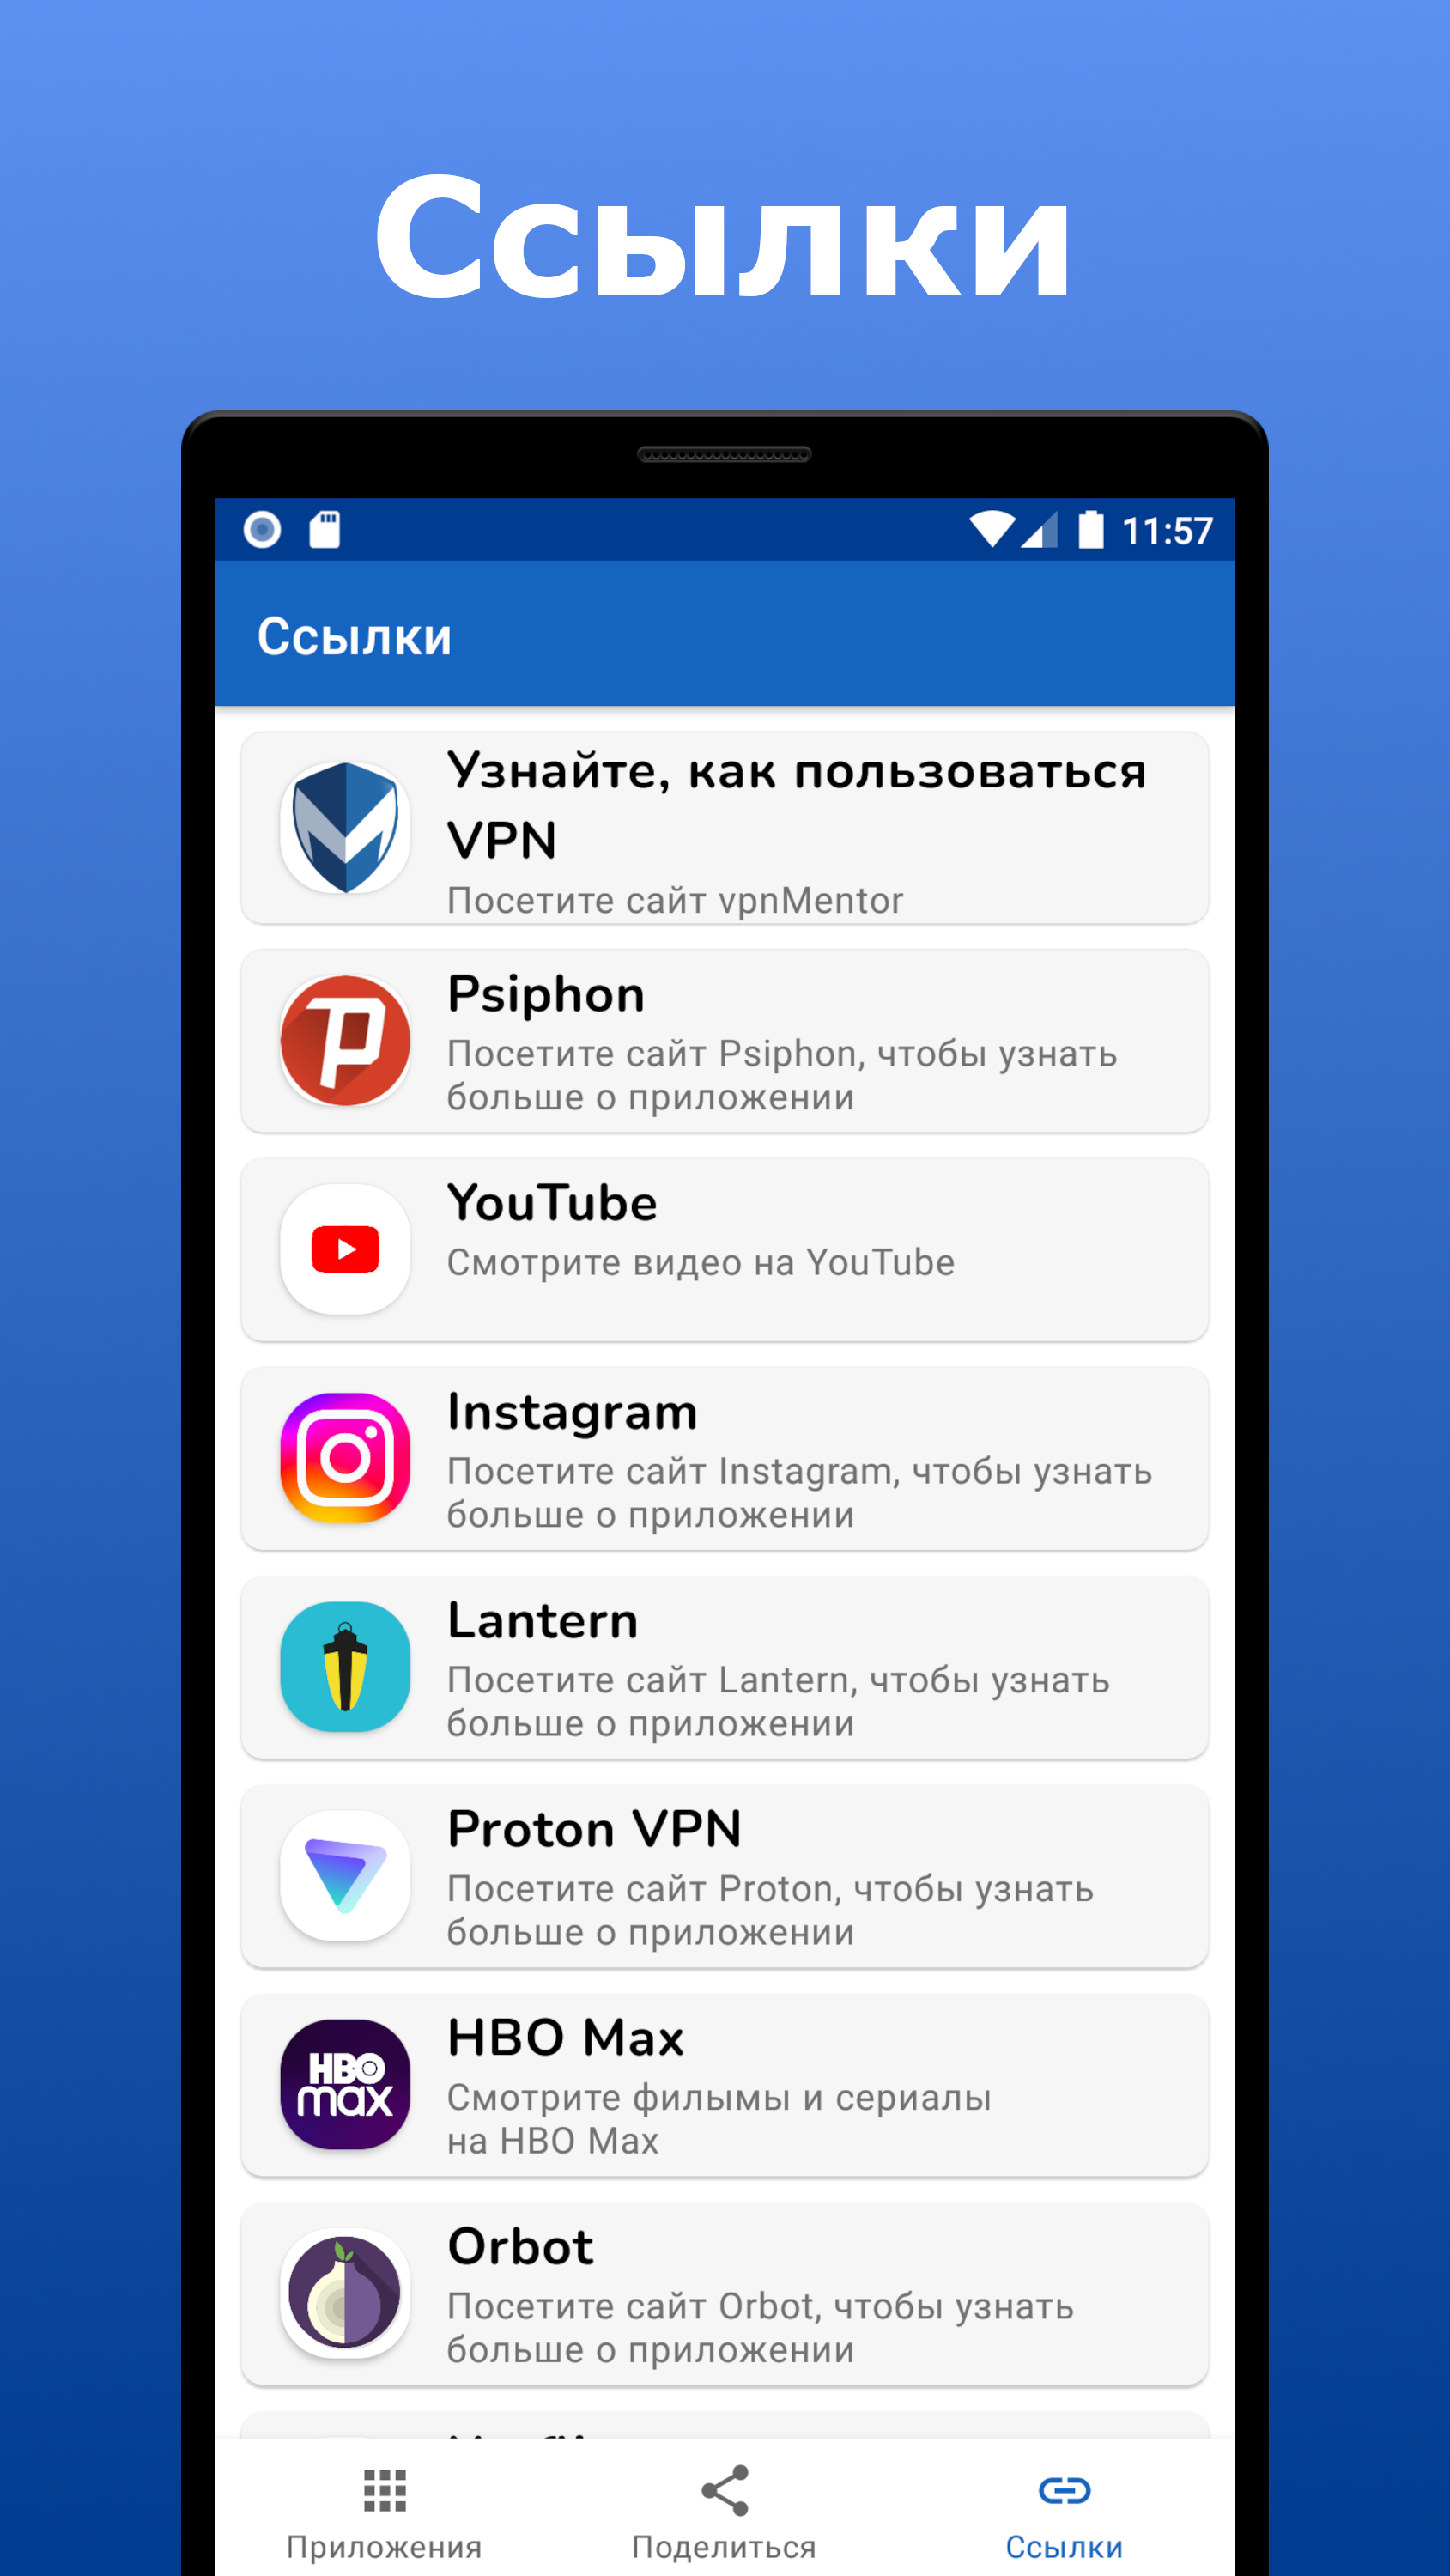 Ссылки
11:57
Ссылки
Узнайте, как пользоваться
VPN
Посетите сайт vpnMentor
Psiphon
Посетите сайт Psiphon, чтобы узнать
больше о приложении
YouTube
Смотрите видео на YouTube
Instagram
Посетите сайт Instagram, чтобы узнать
больше о приложении
Lantern
Посетите сайт Lantern, чтобы узнать
больше о приложении
Proton VPN
Посетите сайт Proton, чтобы узнать
больше о приложении
HBO
max
HBO Max
Смотрите филымы и сериалы
на HBO Max
Orbot
Посетите сайт Orbot, чтобы узнать
больше о приложении
Приложения
Поделиться
Ссылки